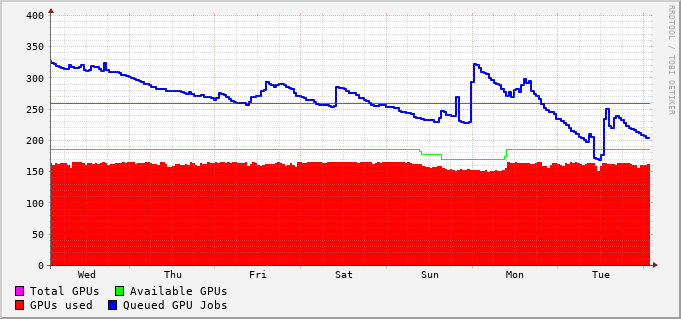 400
350
300
250
200
150
100
50
0
Wed Thu Fri Sat Sun Mon Tue
RRDTOOL / TOBI OETIKER
Total GPUs Available GPUs
GPUs used Queued GPU Jobs